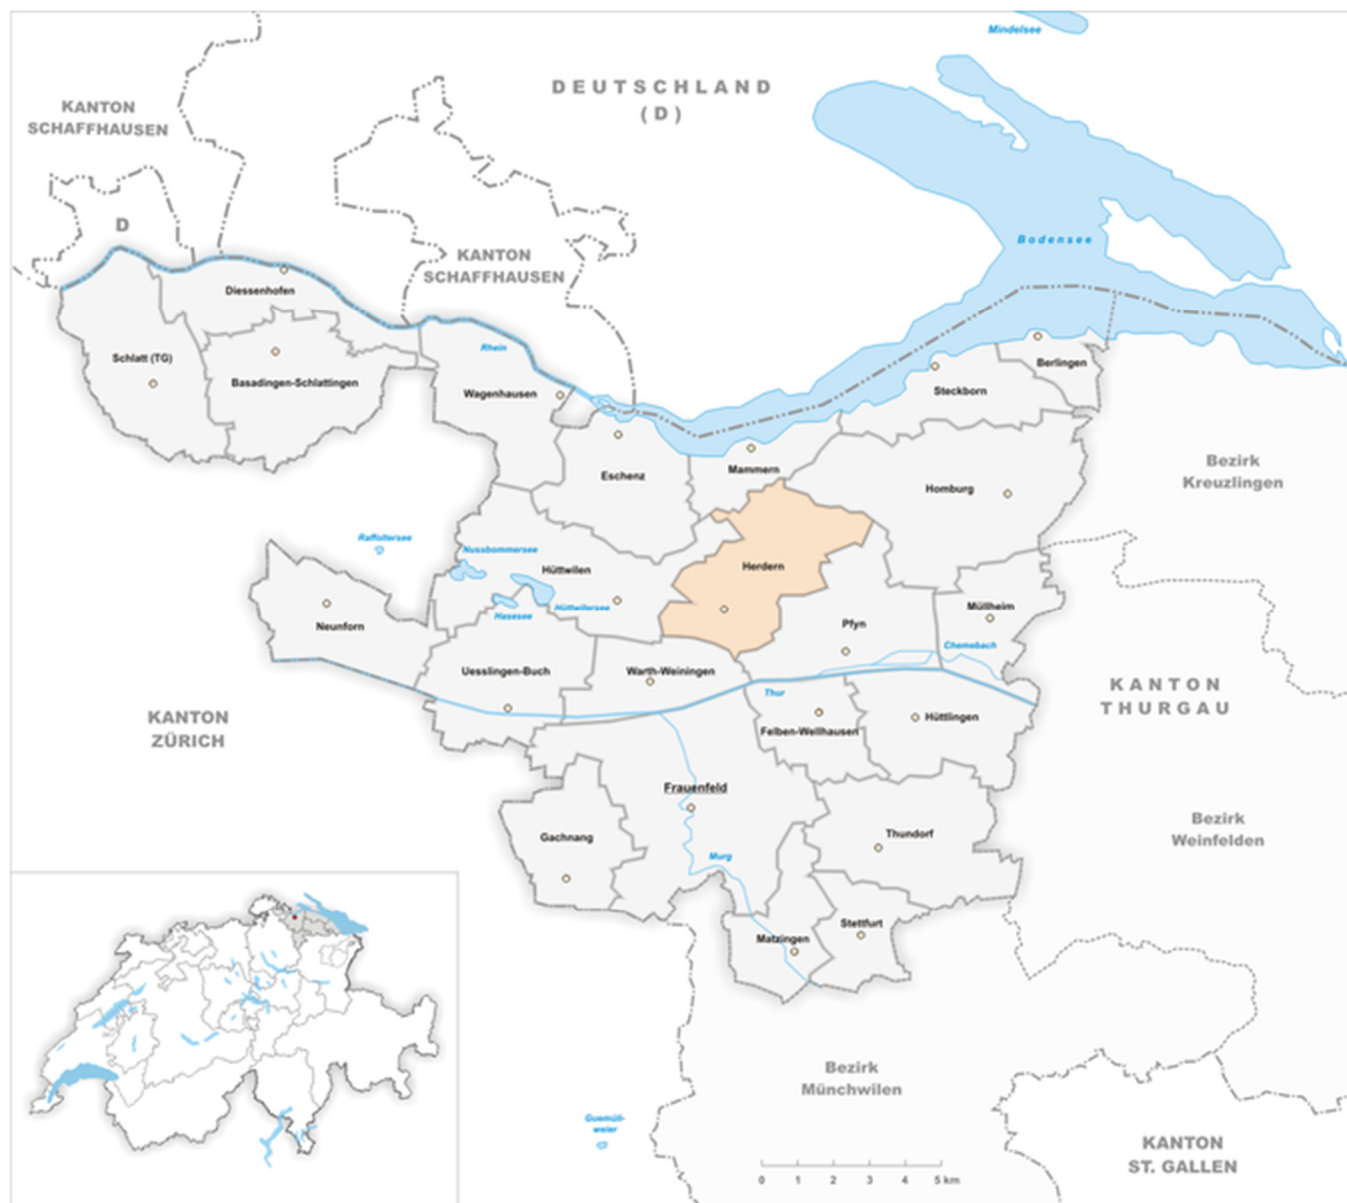 Mindelsee
DEUTSCHLAND
(D)
KANTON
SCHAFFHAUSEN
D
KANTON
SCHAFFHAUSEN
Bodensee
Diessenhofen
Rhein
Schlatt (TG)
Basadingen-Schlattingen
Wagenhausen
Berlingen
Steckborn
Eschenz
Mammern
Homburg
Bezirk
Kreuzlingen
Raffoltersee
Nussbommersee
Hüttwilen
Herdern
Hasesee
Hüttwilersee
Müllheim
Neunforn
Pfyn
Chemebach
Uesslingen-Buch
Warth-Weiningen
KANTON
THURGAU
Thur
KANTON
ZÜRICH
Felben-Wellhausen
Hüttlingen
Frauenfeld
Gachnang
Thundorf
Bezirk
Weinfelden
Murg
Matzingen
Stettfurt
Bezirk
Münchwilen
Guemüll-
weier
KANTON
ST. GALLEN
0 1 2 3 4 5 km